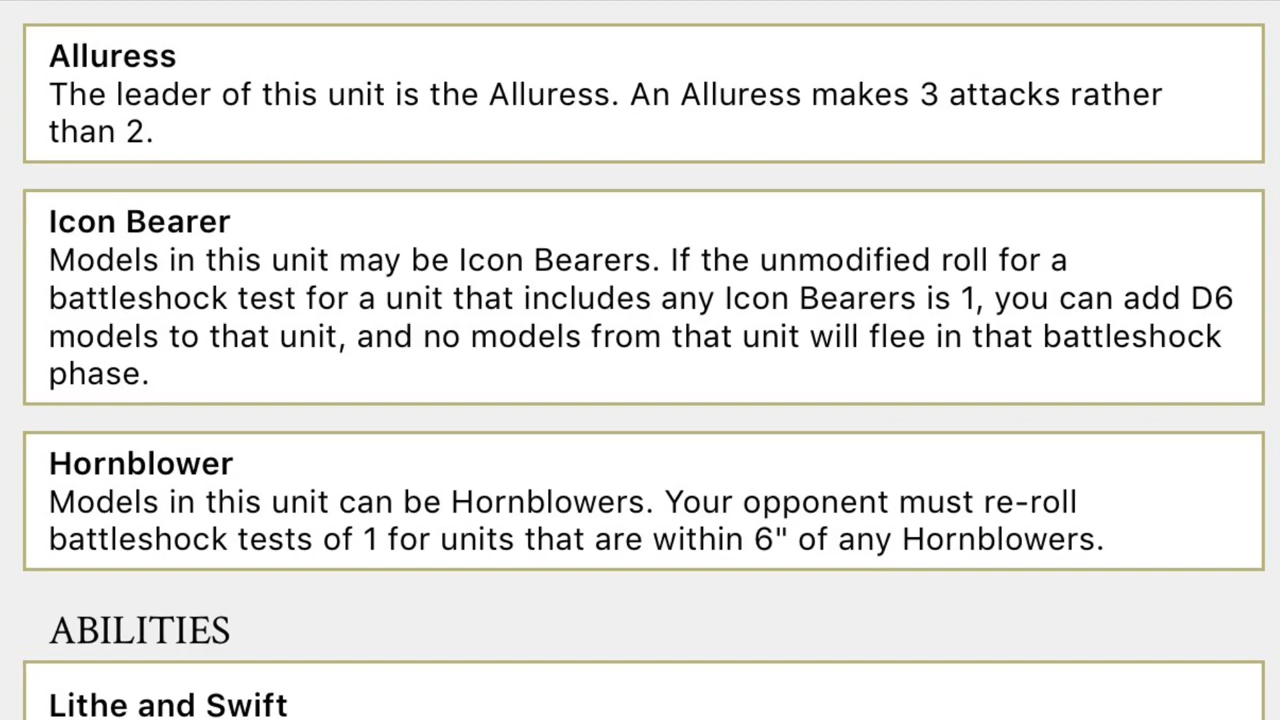 Alluress
The leader of this unit is the Alluress. An Alluress makes 3 attacks rather
than 2.
Icon Bearer
Models in this unit may be Icon Bearers. If the unmodified roll for a
battleshock test for a unit that includes any Icon Bearers is 1, you can add D6
models to that unit, and no models from that unit will flee in that battleshock
phase.
Hornblower
Models in this unit can be Hornblowers. Your opponent must re-roll
battleshock tests of 1 for units that are within 6" of any Hornblowers.
ABILITIES
Lithe and Swift